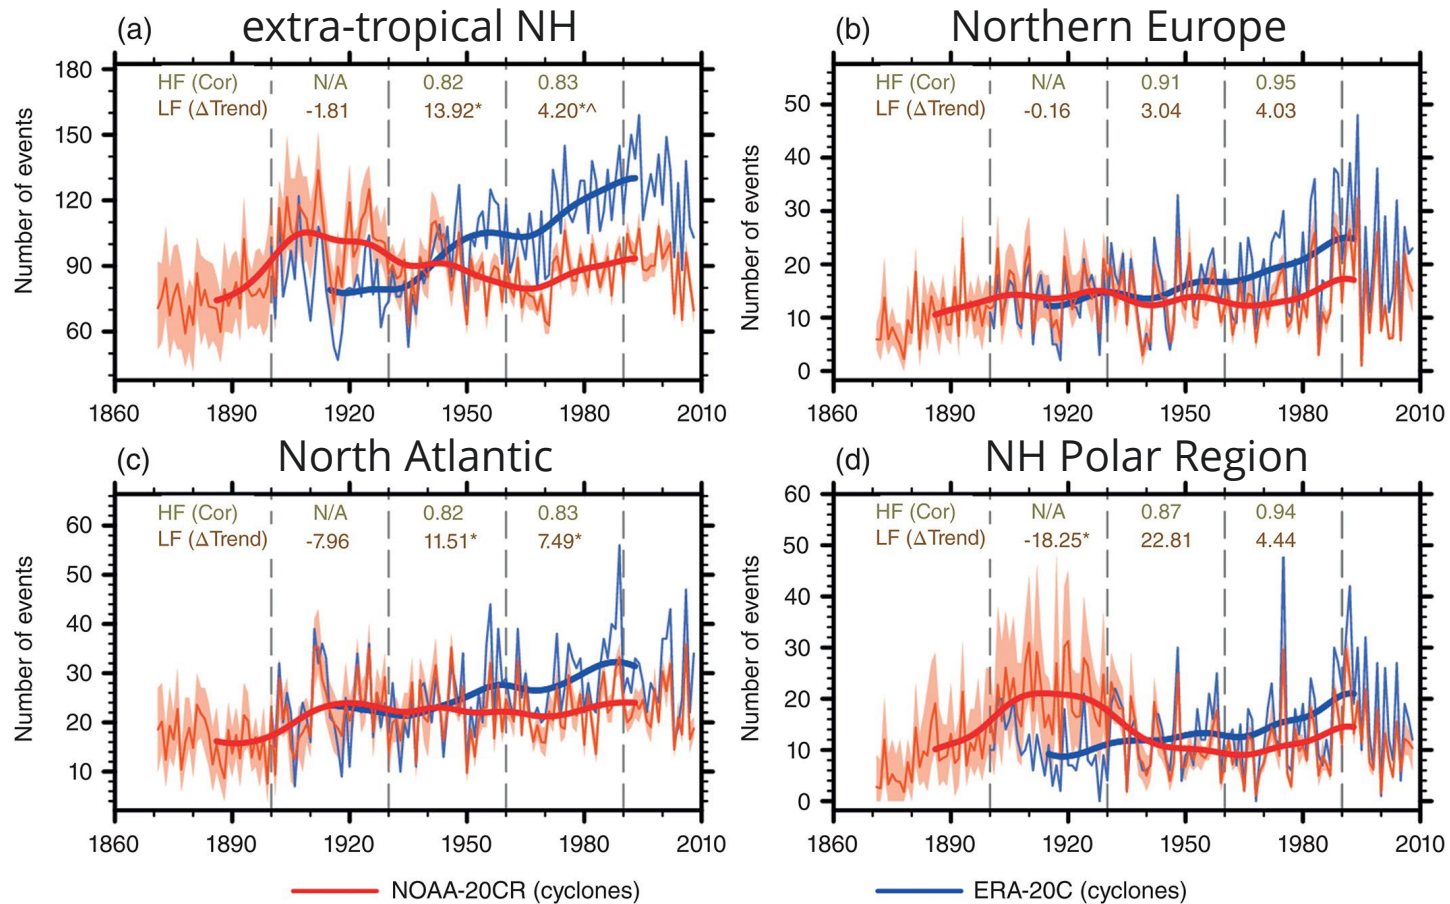 (a) extra-tropical NH
(b) Northern Europe
HF (Cor) N/A 0.82 0.83
LF (ΔTrend) -1.81 13.92* 4.20*^
Number of events
180
150
120
90
60
1860 1890 1920 1950 1980 2010
HF (Cor) N/A 0.91 0.95
LF (ΔTrend) -0.16 3.04 4.03
Number of events
50
40
30
20
10
0
1860 1890 1920 1950 1980 2010
(c) North Atlantic
(d) NH Polar Region
HF (Cor) N/A 0.82 0.83
LF (ΔTrend) -7.96 11.51* 7.49*
Number of events
60
50
40
30
20
10
1860 1890 1920 1950 1980 2010
HF (Cor) N/A 0.87 0.94
LF (ΔTrend) -18.25* 22.81 4.44
Number of events
60
50
40
30
20
10
0
1860 1890 1920 1950 1980 2010
NOAA-20CR (cyclones)
ERA-20C (cyclones)